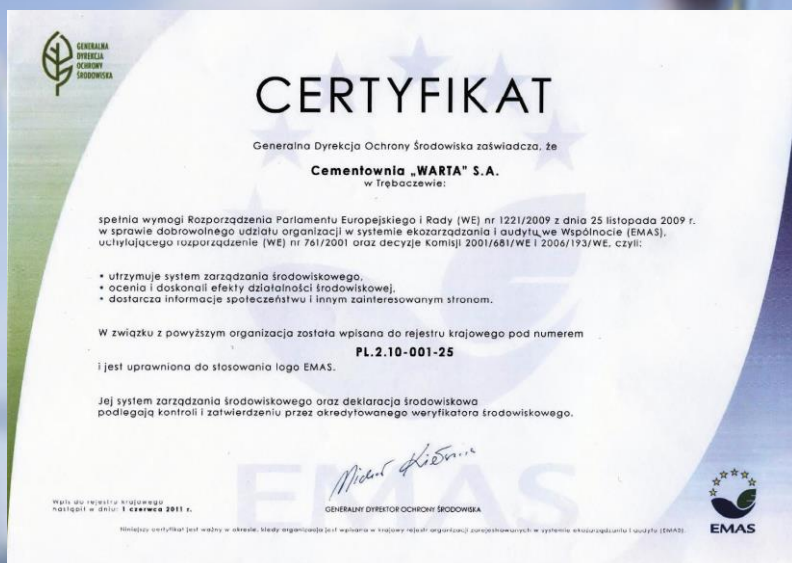 GENERALNA
DYREKCJA
OCHRONY
ŚRODOWISKA
CERTYFIKAT
Generalna Dyrekcja Ochrony Środowiska zaświadcza, że
Cementownia „WARTA" S.A.
w Trębaczewie:
spełnia wymogi Rozporządzenia Parlamentu Europejskiego i Rady (WE) nr 1221/2009 z dnia 25 listopada 2009 r.
w sprawie dobrowolnego udziału organizacji w systemie ekozarządzania i audytu we Wspólnocie (EMAS),
uchylającego rozporządzenie (WE) nr 761/2001 oraz decyzje Komisji 2001/681/WE i 2006/193/WE, czyli:
• utrzymuje system zarządzania środowiskowego,
• ocenia i doskonali efekty działalności środowiskowej,
• dostarcza informacje społeczeństwu i innym zainteresowanym stronom.
W związku z powyższym organizacja została wpisana do rejestru krajowego pod numerem
PL.2.10-001-25
i jest uprawniona do stosowania logo EMAS.
Jej system zarządzania środowiskowego oraz deklaracja środowiskowa
podlegają kontroli i zatwierdzeniu przez akredytowanego weryfikatora środowiskowego.
EMAS
Wpis do rejestru krajowego
nastąpił w dniu: 1 czerwca 2011 r.
GENERALNY DYREKTOR OCHRONY ŚRODOWISKA
EMAS
Niniejszy certyfikat jest ważny w okresie, kiedy organizacja jest wpisana w krajowy rejestr organizacji zarejestrowanych w systemie ekozarządzania i audytu (EMAS).